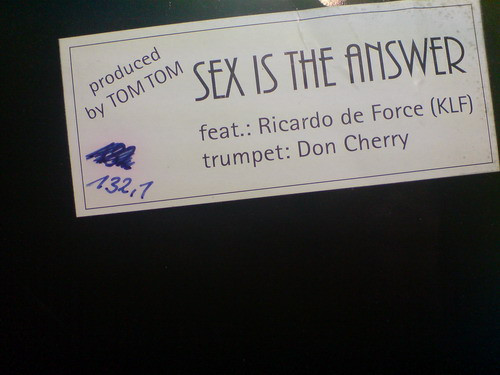 produced
by TOM TOM
SEX IS THE ANSWER
feat.: Ricardo de Force (KLF)
trumpet: Don Cherry
132,1